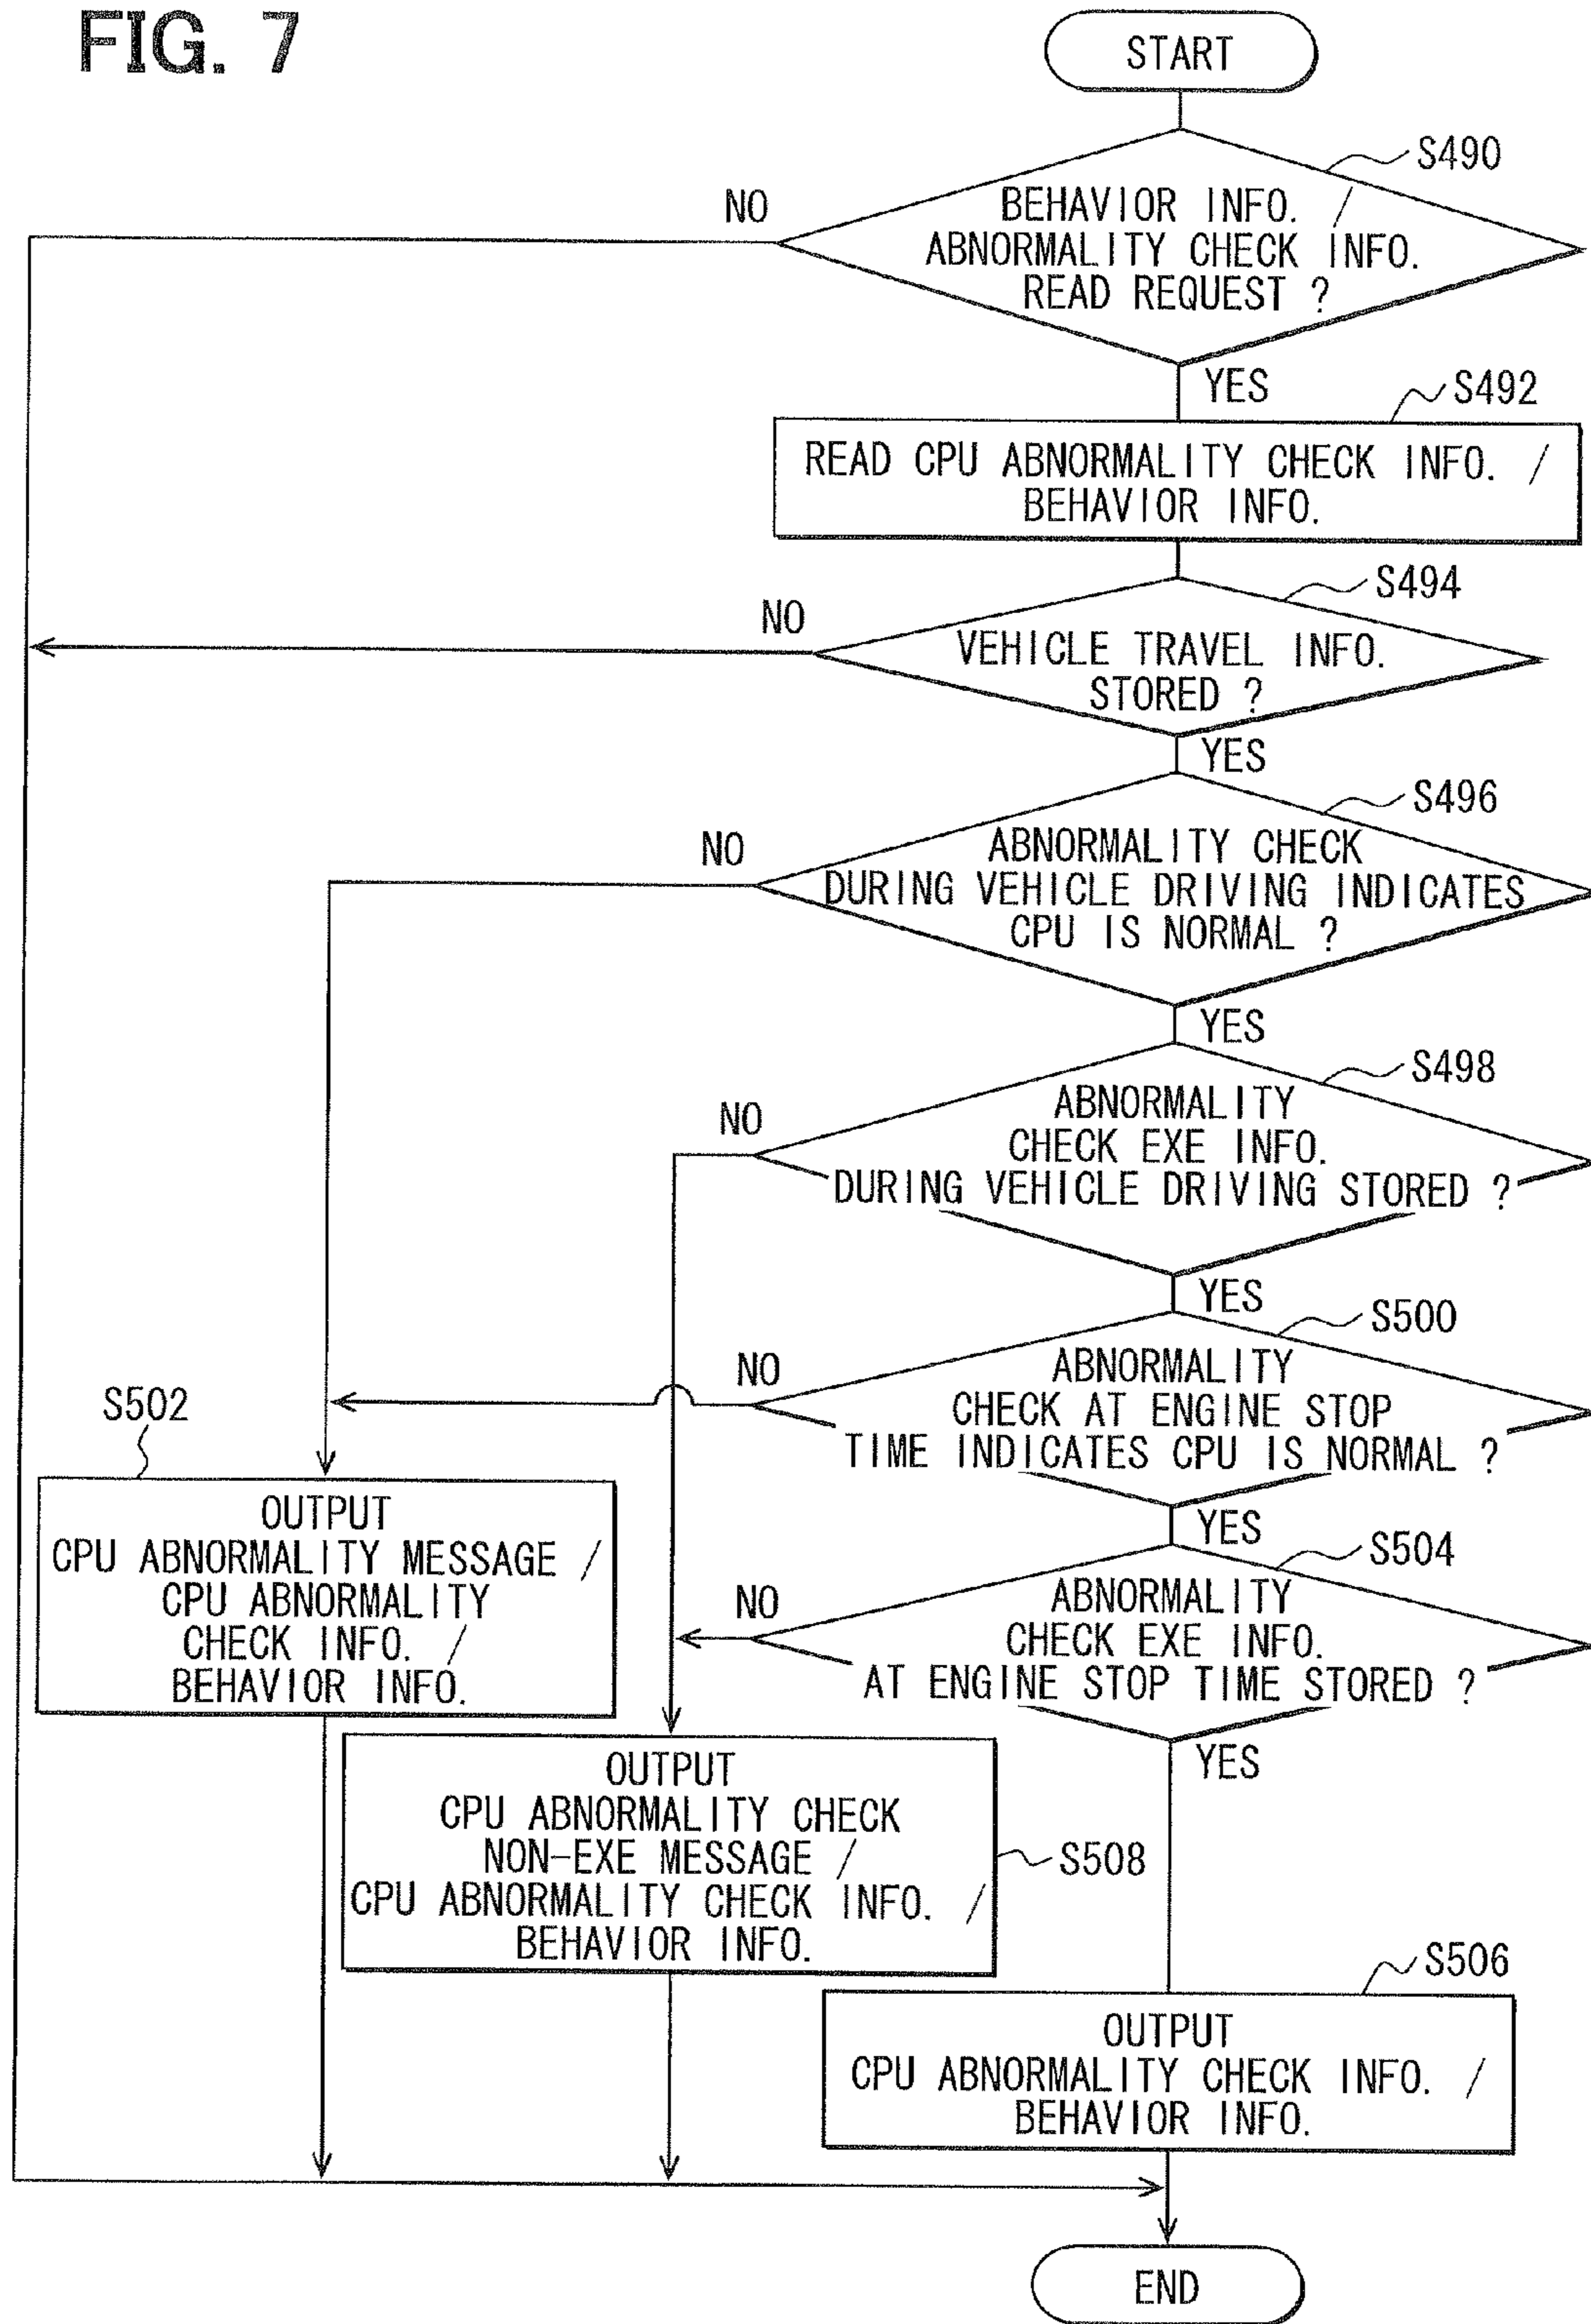 FIG. 7
START
S490
NO
BEHAVIOR INFO. /
ABNORMALITY CHECK INFO.
READ REQUEST ?
YES
S492
READ CPU ABNORMALITY CHECK INFO. /
BEHAVIOR INFO.
S494
NO
VEHICLE TRAVEL INFO.
STORED ?
YES
S496
NO
ABNORMALITY CHECK
DURING VEHICLE DRIVING INDICATES
CPU IS NORMAL ?
YES
S498
NO
ABNORMALITY
CHECK EXE INFO.
DURING VEHICLE DRIVING STORED ?
YES
S500
NO
ABNORMALITY
CHECK AT ENGINE STOP
TIME INDICATES CPU IS NORMAL ?
YES
S502
OUTPUT
CPU ABNORMALITY MESSAGE /
CPU ABNORMALITY
CHECK INFO. /
BEHAVIOR INFO.
S504
NO
ABNORMALITY
CHECK EXE INFO.
AT ENGINE STOP TIME STORED ?
YES
OUTPUT
CPU ABNORMALITY CHECK
NON-EXE MESSAGE /
CPU ABNORMALITY CHECK INFO. /
BEHAVIOR INFO.
S508
S506
OUTPUT
CPU ABNORMALITY CHECK INFO. /
BEHAVIOR INFO.
END